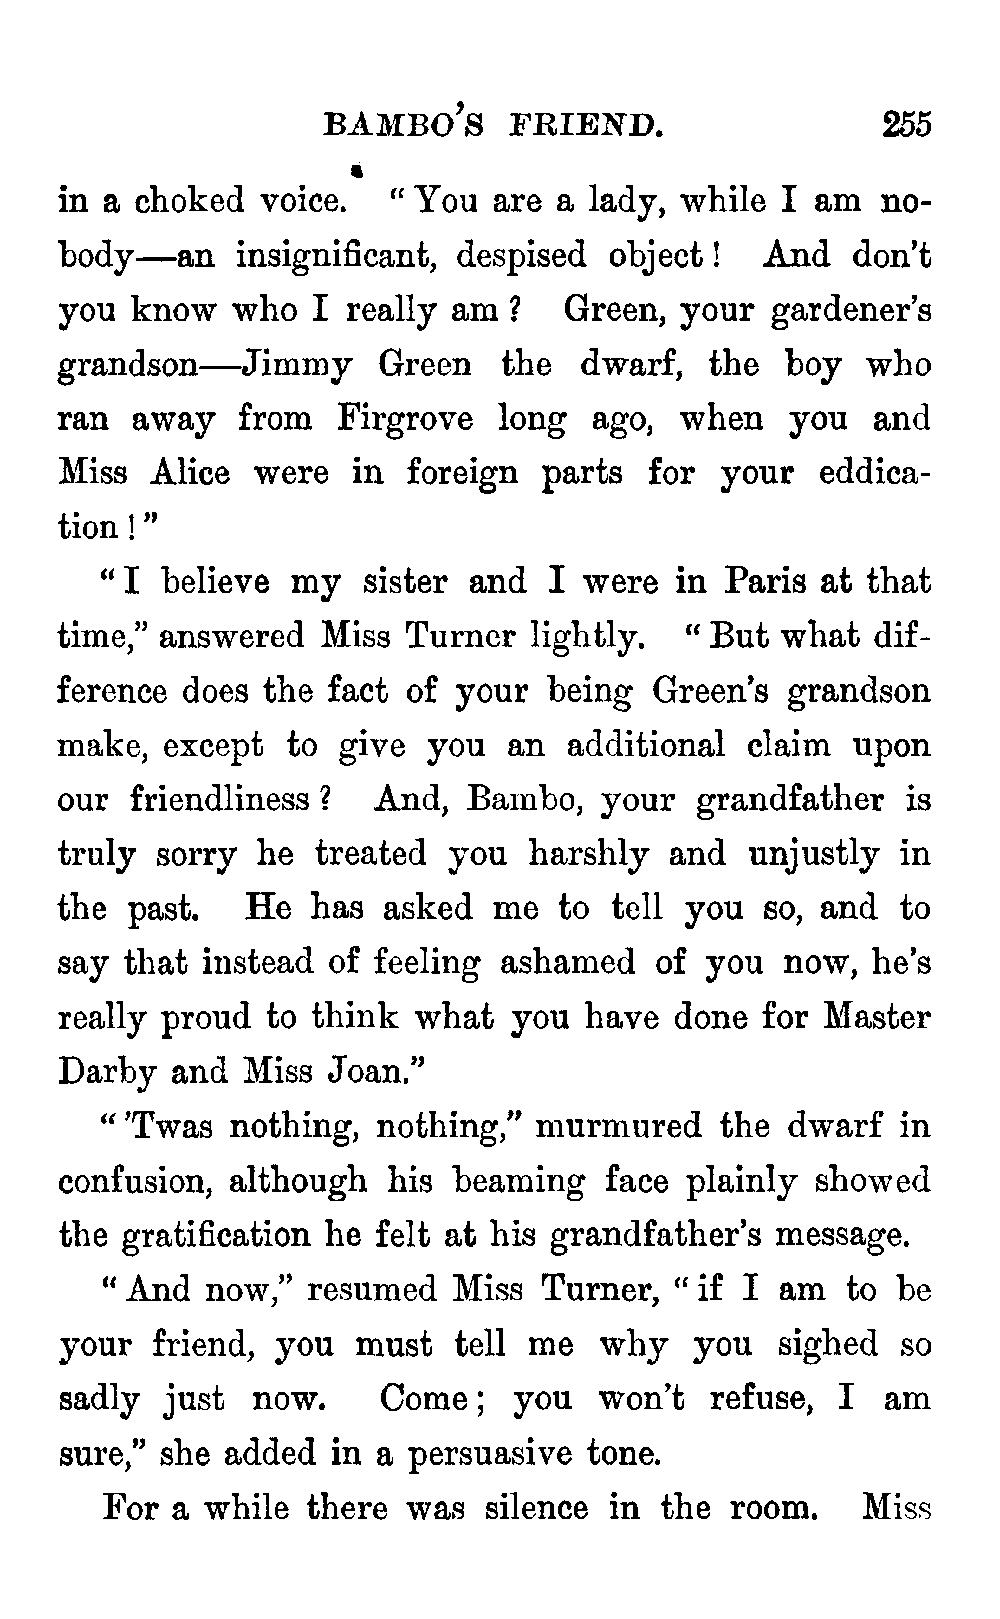 BAMBO'S FRIEND. 255
in a choked voice. "You are a lady, while I am no-
body—an insignificant, despised object! And don't
you know who I really am? Green, your gardener's
grandson—Jimmy Green the dwarf, the boy who
ran away from Firgrove long ago, when you and
Miss Alice were in foreign parts for your eddica-
tion!"
"I believe my sister and I were in Paris at that
time," answered Miss Turner lightly. "But what dif-
ference does the fact of your being Green's grandson
make, except to give you an additional claim upon
our friendliness? And, Bambo, your grandfather is
truly sorry he treated you harshly and unjustly in
the past. He has asked me to tell you so, and to
say that instead of feeling ashamed of you now, he's
really proud to think what you have done for Master
Darby and Miss Joan."
"'Twas nothing, nothing," murmured the dwarf in
confusion, although his beaming face plainly showed
the gratification he felt at his grandfather's message.
"And now," resumed Miss Turner, "if I am to be
your friend, you must tell me why you sighed so
sadly just now. Come; you won't refuse, I am
sure," she added in a persuasive tone.
For a while there was silence in the room. Miss